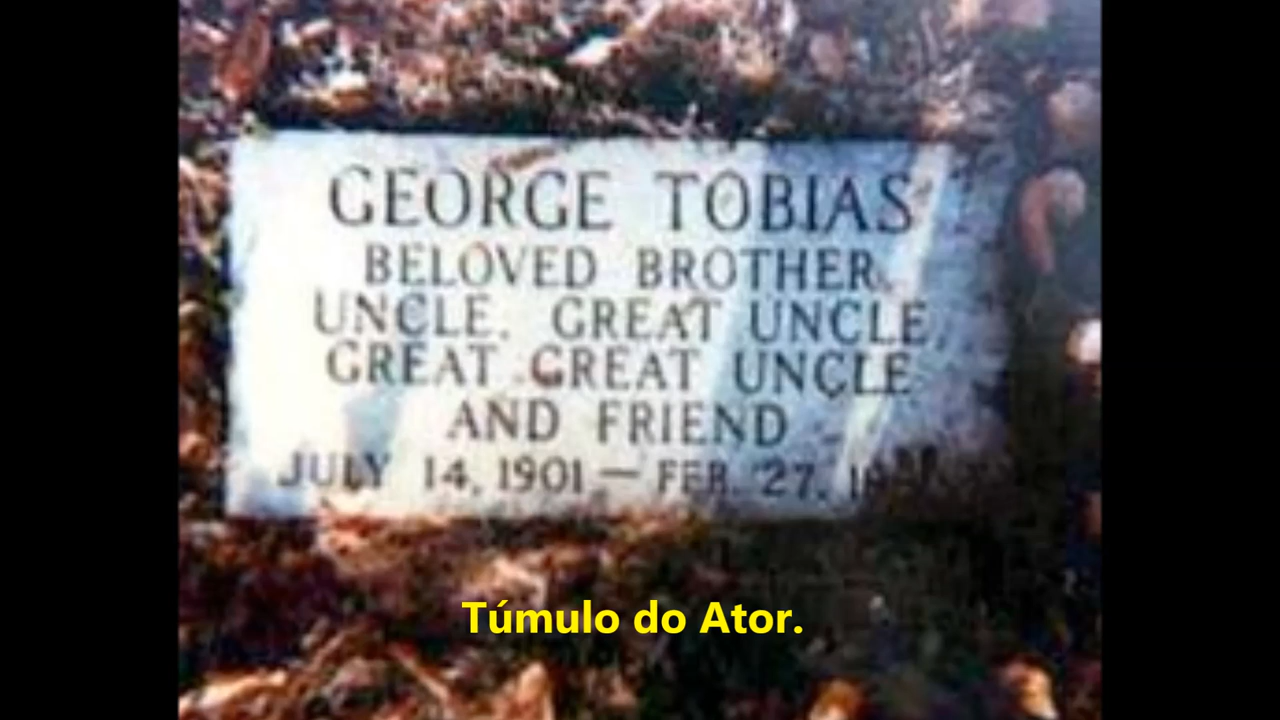 GEORGE TOBIAS
BELOVED BROTHER,
UNCLE, GREAT UNCLE,
GREAT GREAT UNCLE
AND FRIEND
JULY 14, 1901 — FEB. 27,
Túmulo do Ator.